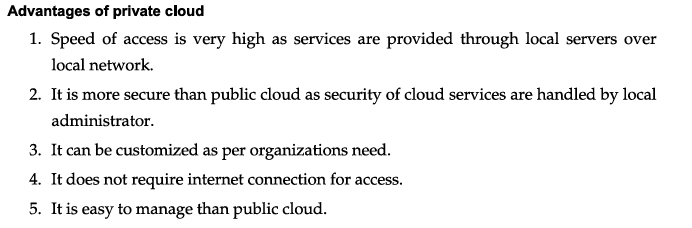 Advantages of private cloud
1. Speed of access is very high as services are provided through local servers over
local network.
2. It is more secure than public cloud as security of cloud services are handled by local
administrator.
3. It can be customized as per organizations need.
4. It does not require internet connection for access.
5. It is easy to manage than public cloud.